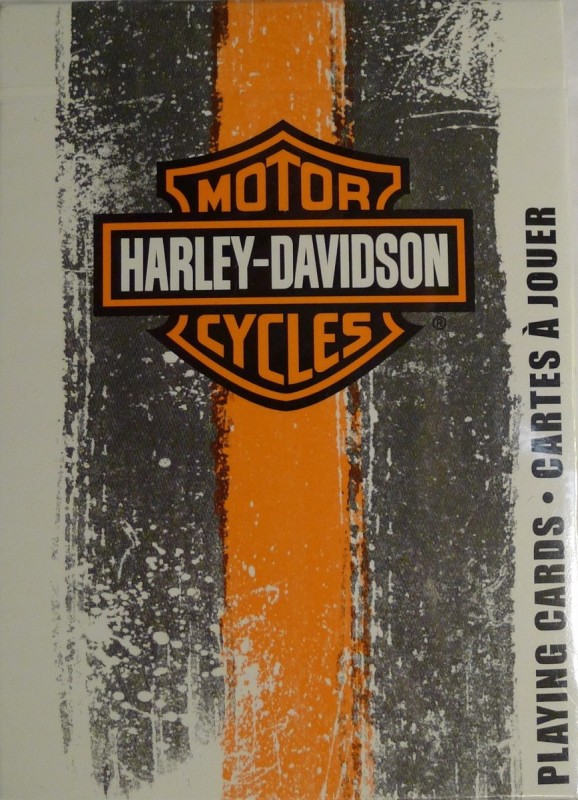 MOTOR
HARLEY-DAVIDSON
CYCLES
®
PLAYING CARDS • CARTES À JOUER